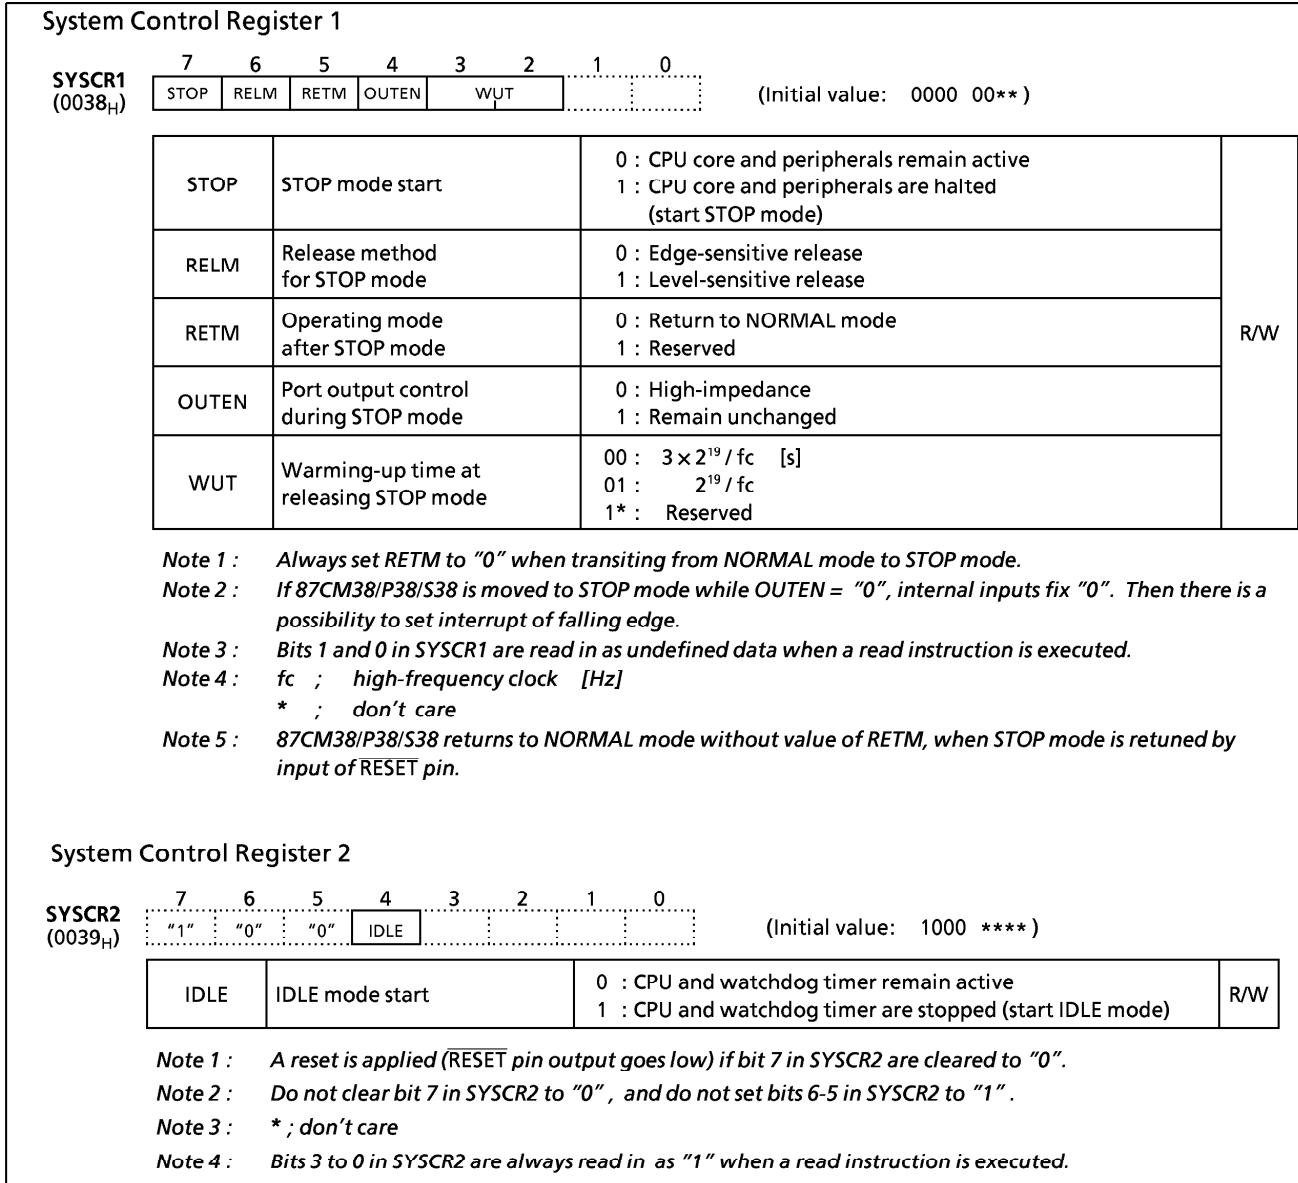 System Control Register 1
7 6 5 4 3 2 1 0
SYSCR1 (0038H) STOP RELM RETM OUTEN WUT (Initial value: 0000 00**)
STOP STOP mode start 0 : CPU core and peripherals remain active
1 : CPU core and peripherals are halted
(start STOP mode)
RELM Release method for STOP mode 0 : Edge-sensitive release
1 : Level-sensitive release
RETM Operating mode after STOP mode 0 : Return to NORMAL mode
1 : Reserved
R/W
OUTEN Port output control during STOP mode 0 : High-impedance
1 : Remain unchanged
WUT Warming-up time at releasing STOP mode 00 : 3 × 2¹⁹ / fc [s]
01 : 2¹⁹ / fc
1* : Reserved
Note 1 : Always set RETM to "0" when transiting from NORMAL mode to STOP mode.
Note 2 : If 87CM38/P38/S38 is moved to STOP mode while OUTEN = "0", internal inputs fix "0". Then there is a
possibility to set interrupt of falling edge.
Note 3 : Bits 1 and 0 in SYSCR1 are read in as undefined data when a read instruction is executed.
Note 4 : fc ; high-frequency clock [Hz]
* ; don't care
Note 5 : 87CM38/P38/S38 returns to NORMAL mode without value of RETM, when STOP mode is retuned by
input of RESET pin.
System Control Register 2
7 6 5 4 3 2 1 0
SYSCR2 (0039H) "1" "0" "0" IDLE (Initial value: 1000 ****)
IDLE IDLE mode start 0 : CPU and watchdog timer remain active
1 : CPU and watchdog timer are stopped (start IDLE mode)
R/W
Note 1 : A reset is applied (RESET pin output goes low) if bit 7 in SYSCR2 are cleared to "0".
Note 2 : Do not clear bit 7 in SYSCR2 to "0", and do not set bits 6-5 in SYSCR2 to "1".
Note 3 : * ; don't care
Note 4 : Bits 3 to 0 in SYSCR2 are always read in as "1" when a read instruction is executed.